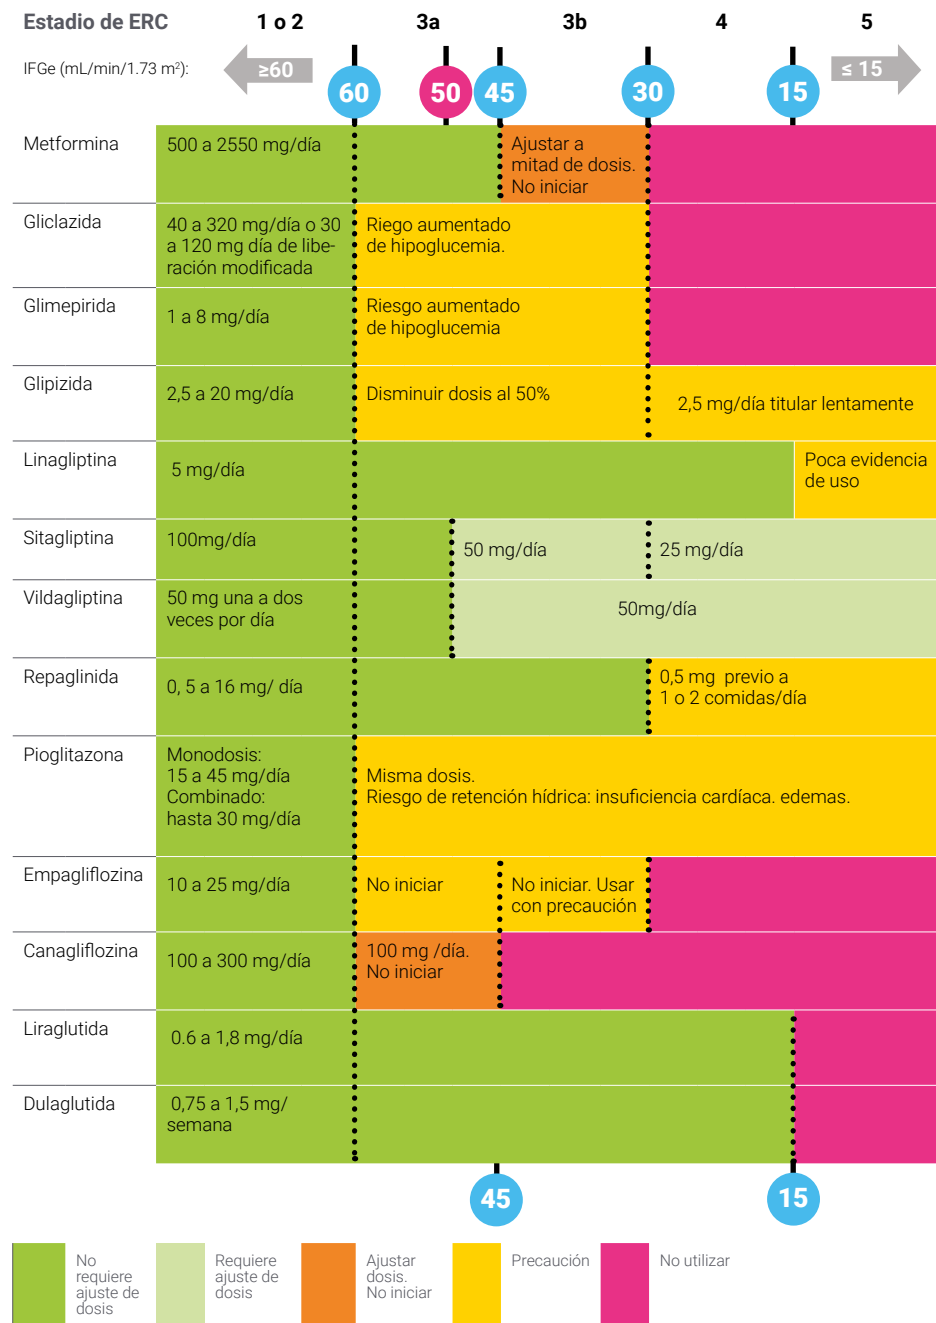 Estadio de ERC 1 o 2 3a 3b 4 5
IFGe (mL/min/1.73 m²): ≥60 ≤ 15
60 50 45 30 15
Metformina
500 a 2550 mg/día
Ajustar a
mitad de dosis.
No iniciar
Gliclazida
40 a 320 mg/día o 30
a 120 mg día de libe-
ración modificada
Riego aumentado
de hipoglucemia.
Glimepirida
1 a 8 mg/día
Riesgo aumentado
de hipoglucemia
Glipizida
2,5 a 20 mg/día
Disminuir dosis al 50%
2,5 mg/día titular lentamente
Linagliptina
5 mg/día
Poca evidencia
de uso
Sitagliptina
100mg/día
50 mg/día
25 mg/día
Vildagliptina
50 mg una a dos
veces por día
50mg/día
Repaglinida
0, 5 a 16 mg/ día
0,5 mg previo a
1 o 2 comidas/día
Pioglitazona
Monodosis:
15 a 45 mg/día
Combinado:
hasta 30 mg/día
Misma dosis.
Riesgo de retención hídrica: insuficiencia cardíaca. edemas.
Empagliflozina
10 a 25 mg/día
No iniciar
No iniciar. Usar
con precaución
Canagliflozina
100 a 300 mg/día
100 mg /día.
No iniciar
Liraglutida
0.6 a 1,8 mg/día
Dulaglutida
0,75 a 1,5 mg/
semana
45 15
No
requiere
ajuste de
dosis
Requiere
ajuste de
dosis
Ajustar
dosis.
No iniciar
Precaución
No utilizar